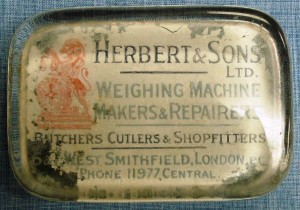 HERBERT & SONS
LTD.
WEIGHING MACHINE
MAKERS & REPAIRERS
BUTCHERS CUTLERS & SHOPFITTERS
WEST SMITHFIELD, LONDON, E.C.
PHONE 11977, CENTRAL.